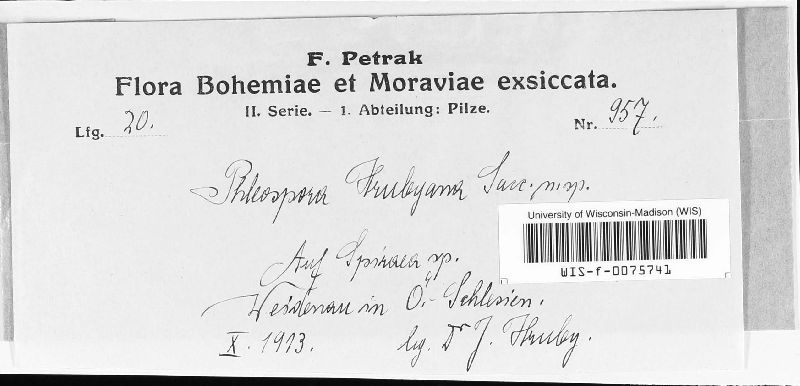 F. Petrak
Flora Bohemiae et Moraviae exsiccata.
II. Serie. — 1. Abteilung: Pilze.
Lfg. 20.
Nr. 957.
Phleospora Hrubyana Sacc. n. sp.
University of Wisconsin-Madison (WIS)
WIS-f-0075741
Auf Spiraea sp.
Weidenau in Ö.-Schlesien.
X. 1913. lg. Dr J. Hruby.